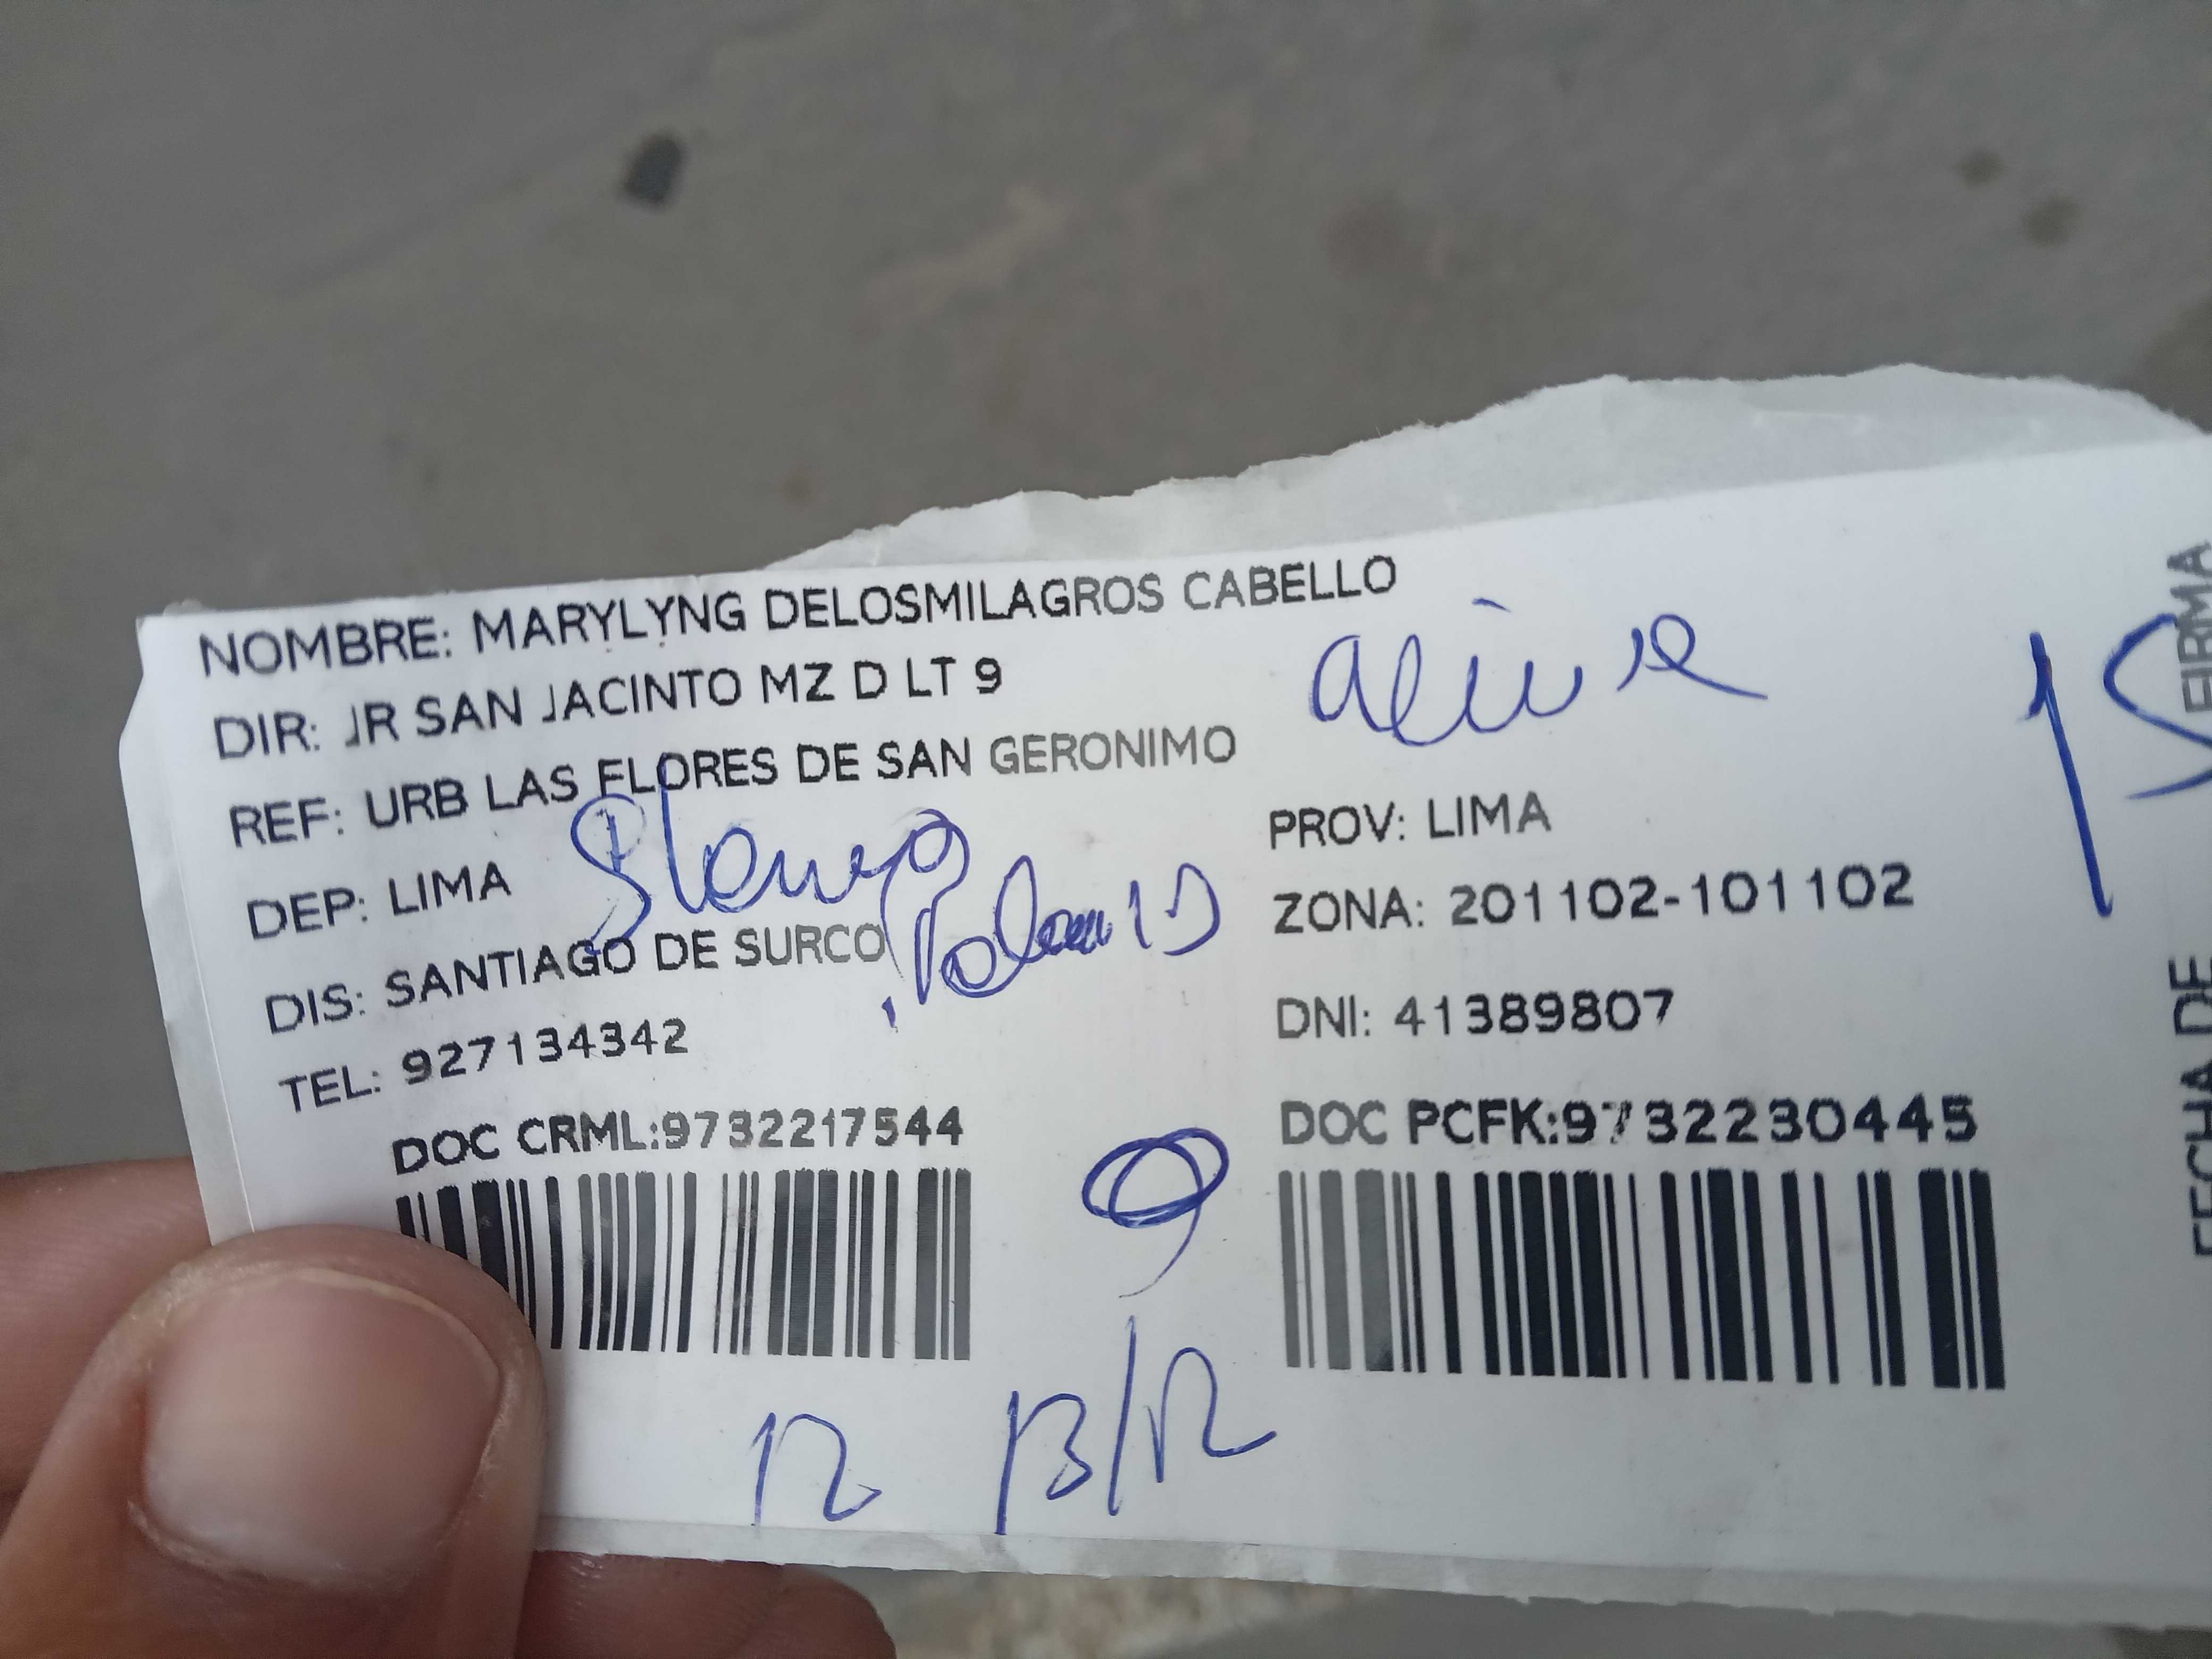 NOMBRE: MARYLYNG DELOSMILAGROS CABELLO
DIR: JR SAN JACINTO MZ D LT 9
REF: URB LAS FLORES DE SAN GERONIMO
DEP: LIMA
PROV: LIMA
ZONA: 201102-101102
DIS: SANTIAGO DE SURCO
DNI: 41389807
TEL: 927134342
DOC CRML:9732217544
DOC PCFK:9732230445
9
12 13/12
FIRMA
FECHA DE